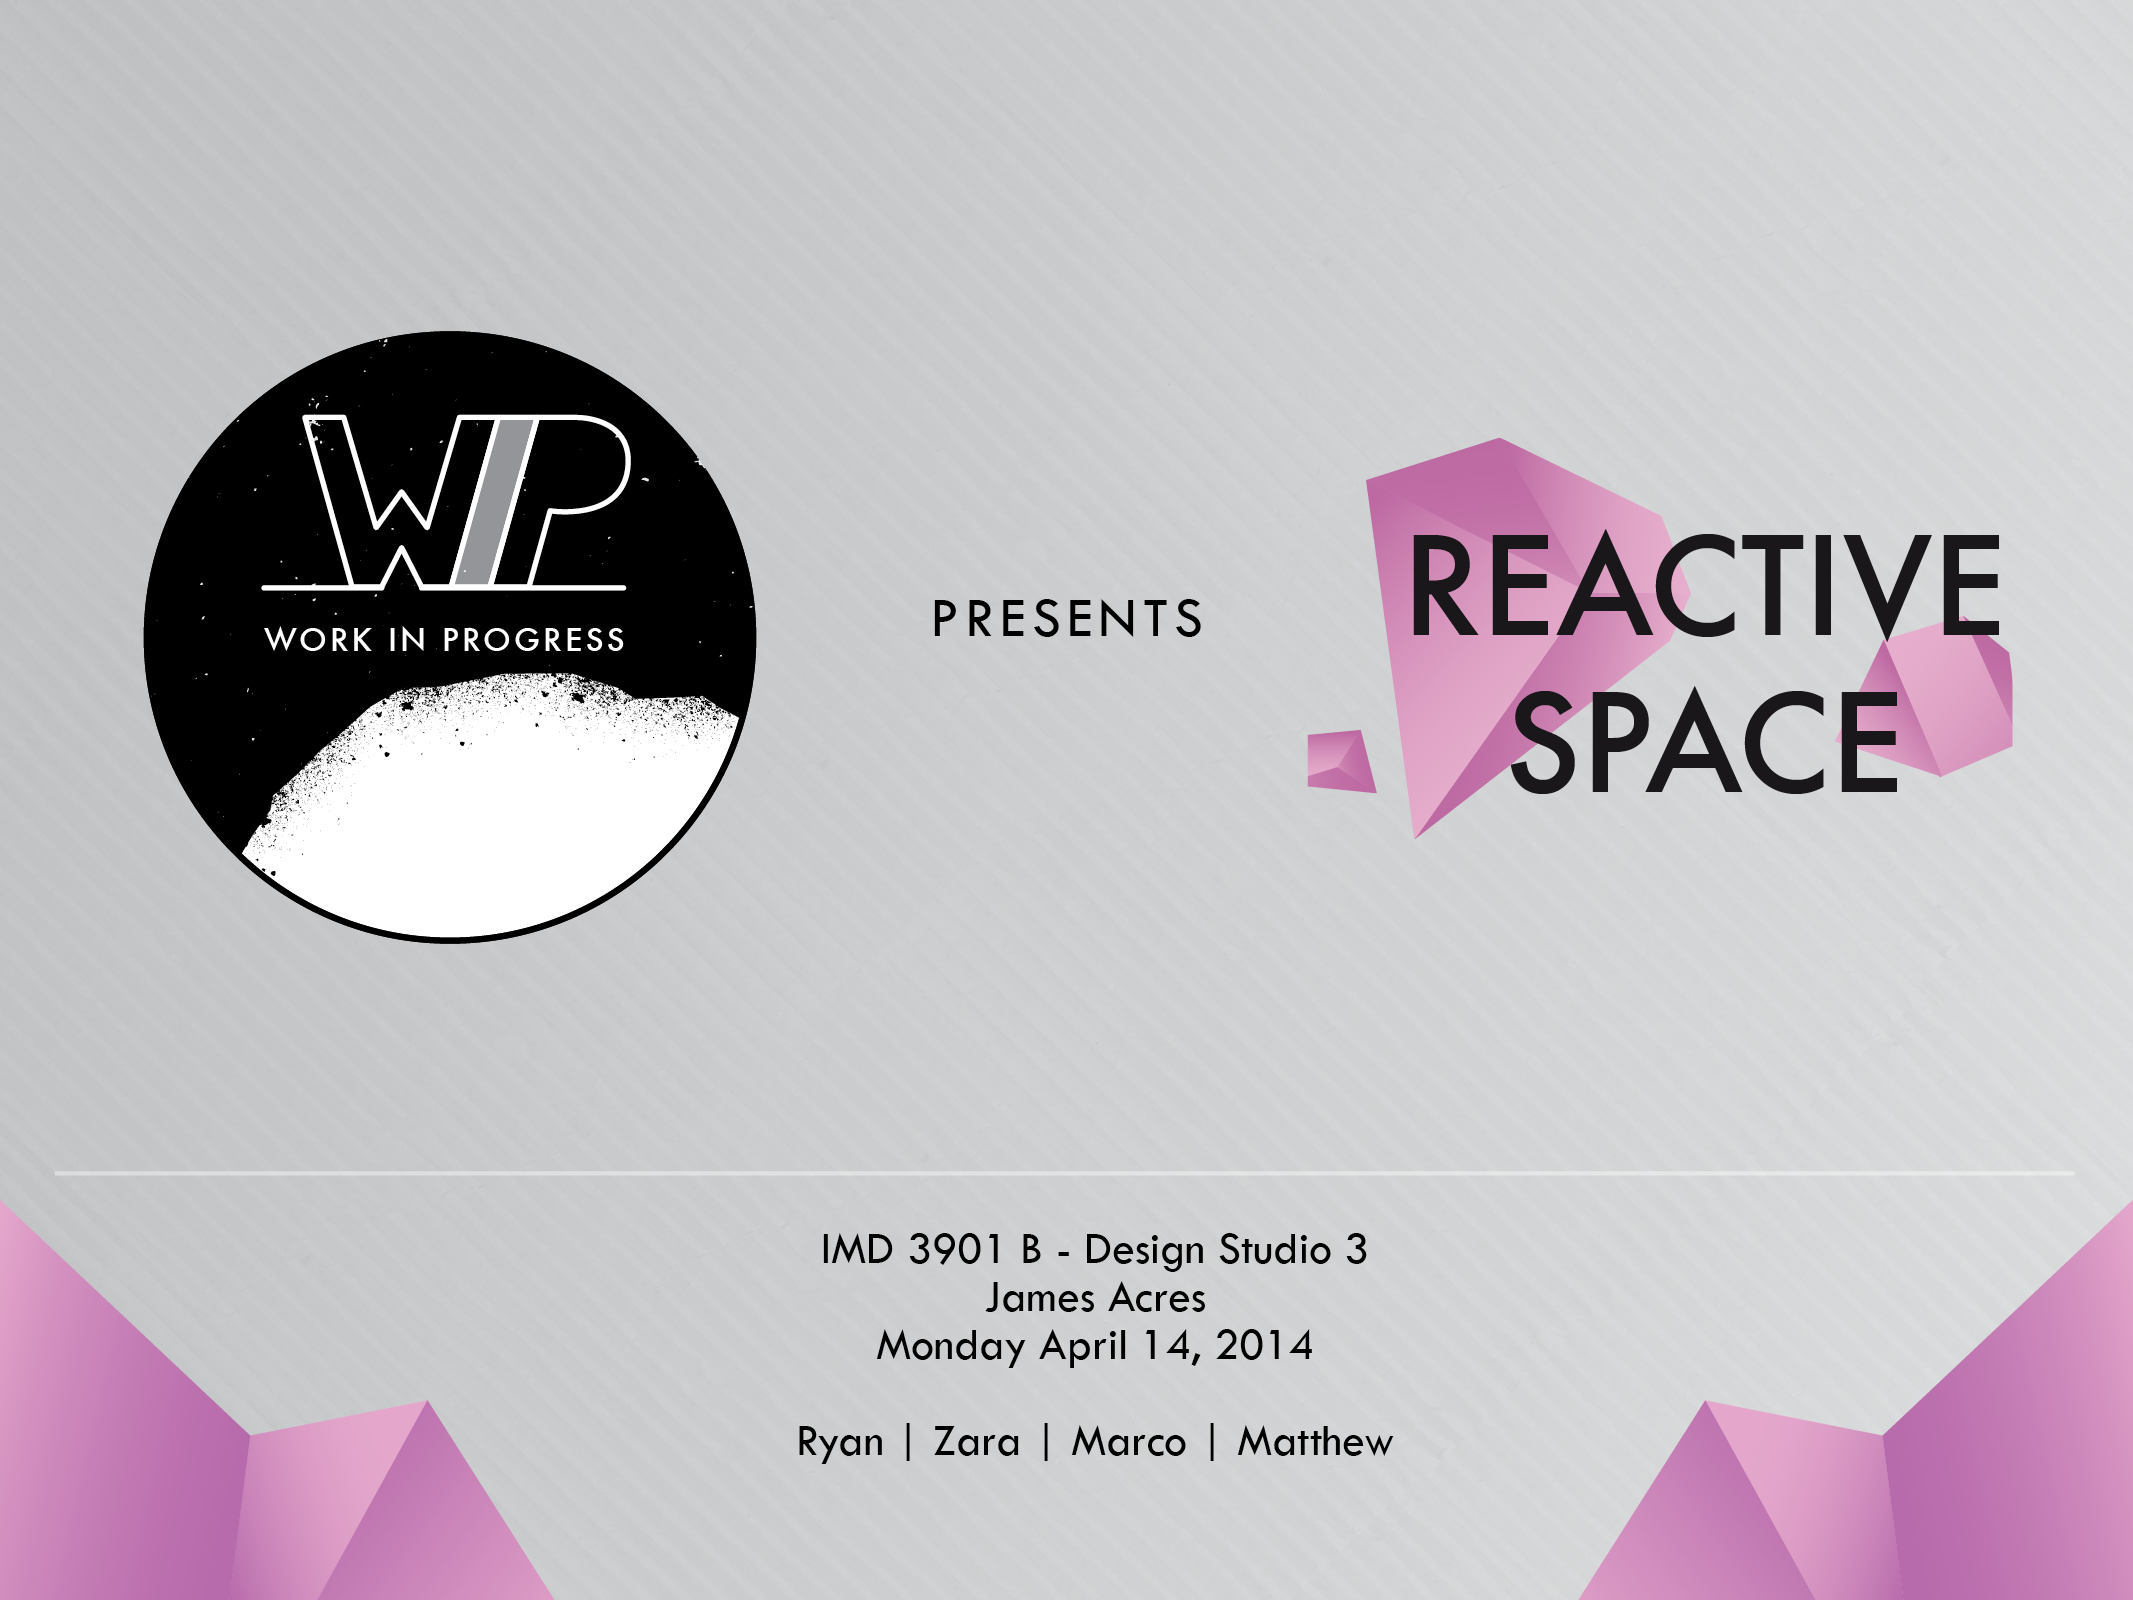 WIP
WORK IN PROGRESS
PRESENTS
REACTIVE
SPACE
IMD 3901 B - Design Studio 3
James Acres
Monday April 14, 2014
Ryan | Zara | Marco | Matthew